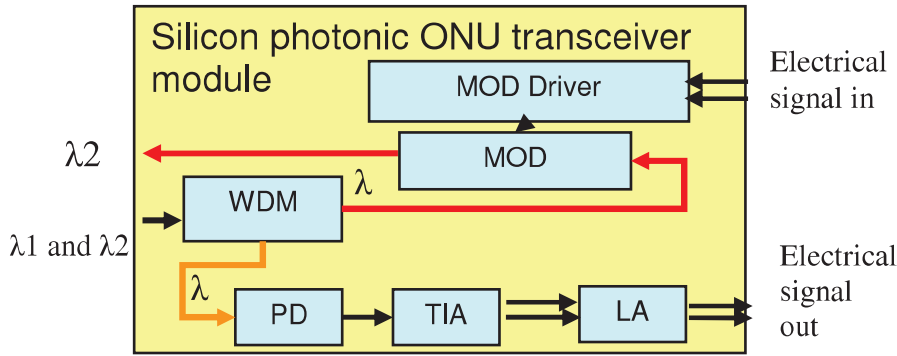 Silicon photonic ONU transceiver
module
MOD Driver
Electrical
signal in
λ2
MOD
λ
WDM
λ1 and λ2
λ
PD
TIA
LA
Electrical
signal
out